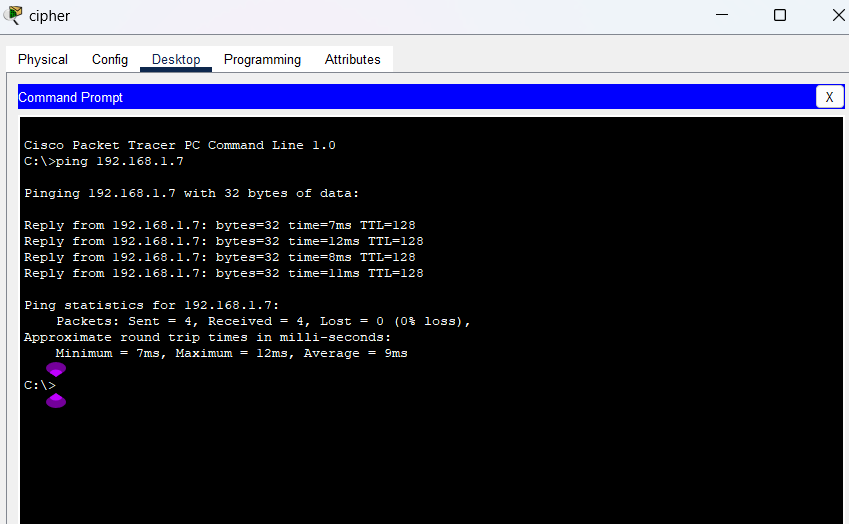 cipher
Physical Config Desktop Programming Attributes
Command Prompt X
Cisco Packet Tracer PC Command Line 1.0
C:\>ping 192.168.1.7
Pinging 192.168.1.7 with 32 bytes of data:
Reply from 192.168.1.7: bytes=32 time=7ms TTL=128
Reply from 192.168.1.7: bytes=32 time=12ms TTL=128
Reply from 192.168.1.7: bytes=32 time=8ms TTL=128
Reply from 192.168.1.7: bytes=32 time=11ms TTL=128
Ping statistics for 192.168.1.7:
Packets: Sent = 4, Received = 4, Lost = 0 (0% loss),
Approximate round trip times in milli-seconds:
Minimum = 7ms, Maximum = 12ms, Average = 9ms
C:\>